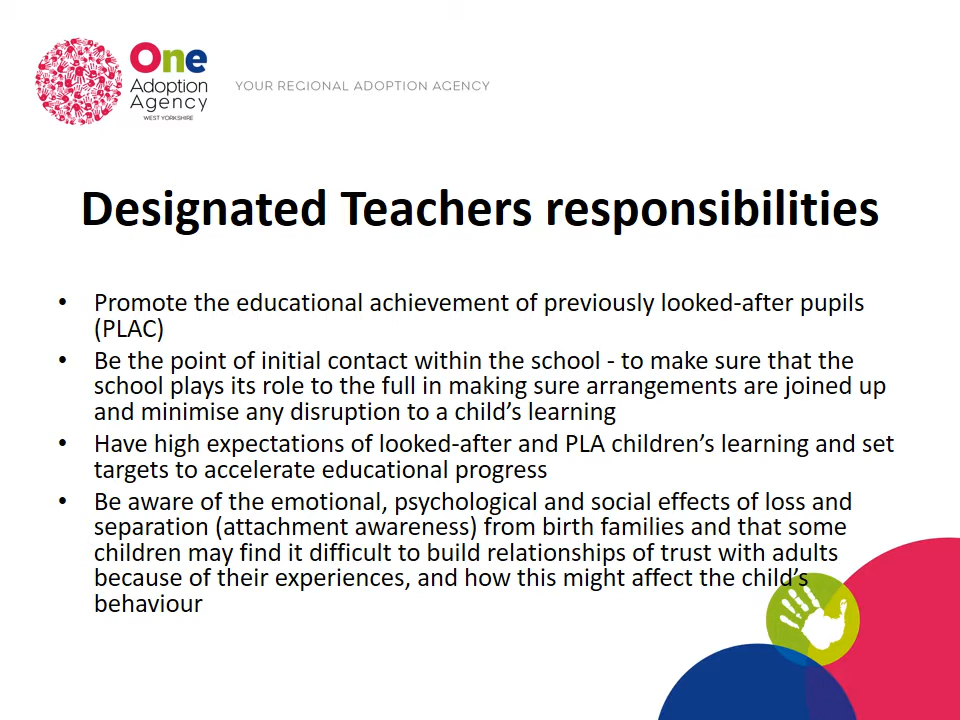 One
Adoption
Agency
WEST YORKSHIRE
YOUR REGIONAL ADOPTION AGENCY
Designated Teachers responsibilities
• Promote the educational achievement of previously looked-after pupils
(PLAC)
• Be the point of initial contact within the school - to make sure that the
school plays its role to the full in making sure arrangements are joined up
and minimise any disruption to a child’s learning
• Have high expectations of looked-after and PLA children’s learning and set
targets to accelerate educational progress
• Be aware of the emotional, psychological and social effects of loss and
separation (attachment awareness) from birth families and that some
children may find it difficult to build relationships of trust with adults
because of their experiences, and how this might affect the child’s
behaviour